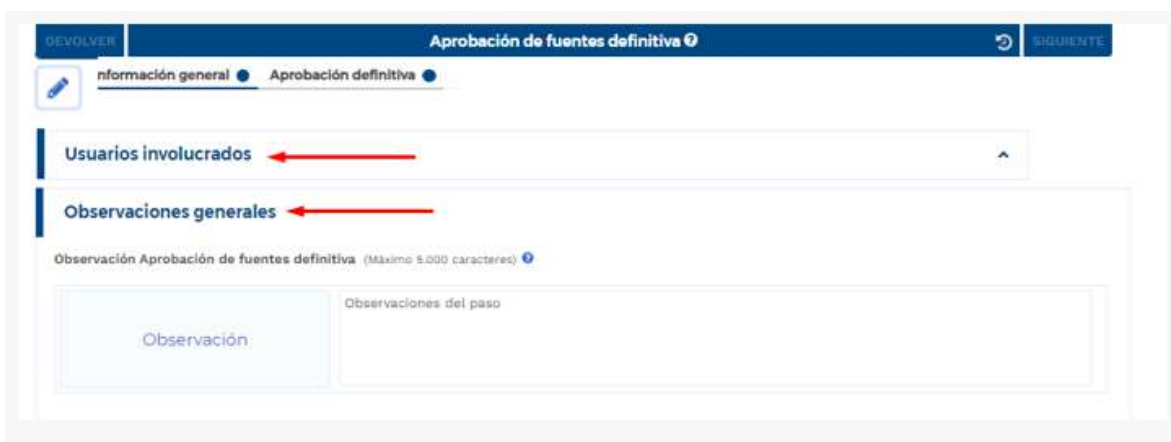 DEVOLVER Aprobación de fuentes definitiva SIGUIENTE
nformación general Aprobación definitiva
Usuarios involucrados
Observaciones generales
Observación Aprobación de fuentes definitiva (Máximo 5.000 caracteres)
Observaciones del paso
Observación